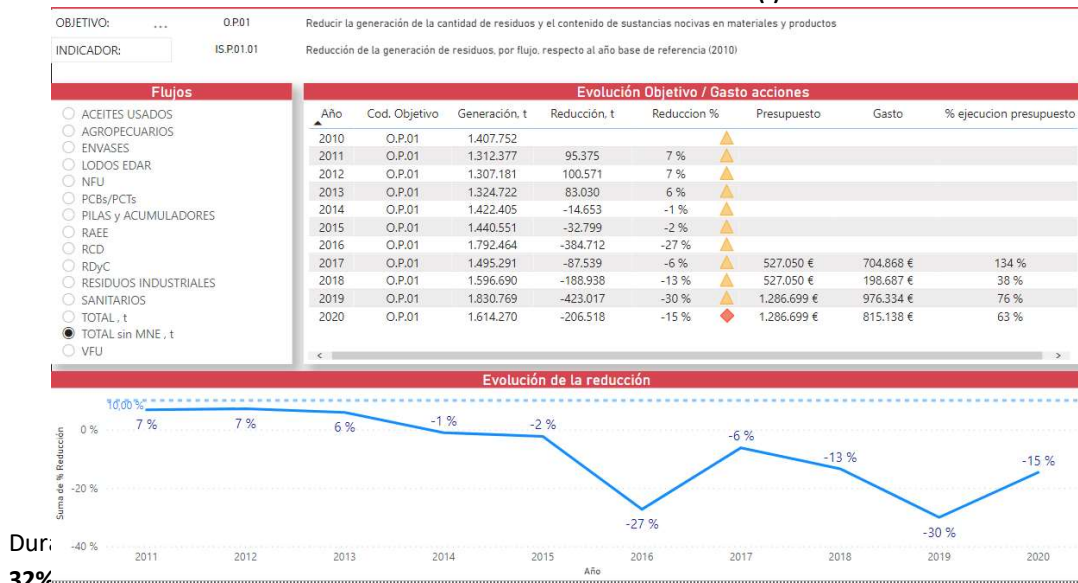 OBJETIVO: ... O.P.01 Reducir la generación de la cantidad de residuos y el contenido de sustancias nocivas en materiales y productos
INDICADOR: IS.P.01.01 Reducción de la generación de residuos, por flujo, respecto al año base de referencia (2010)
Flujos
ACEITES USADOS
AGROPECUARIOS
ENVASES
LODOS EDAR
NFU
PCBs/PCTs
PILAS y ACUMULADORES
RAEE
RCD
RDyC
RESIDUOS INDUSTRIALES
SANITARIOS
TOTAL , t
TOTAL sin MNE , t
VFU
Evolución Objetivo / Gasto acciones
Año Cod. Objetivo Generación, t Reducción, t Reduccion % Presupuesto Gasto % ejecucion presupuesto
2010 O.P.01 1.407.752
2011 O.P.01 1.312.377 95.375 7 %
2012 O.P.01 1.307.181 100.571 7 %
2013 O.P.01 1.324.722 83.030 6 %
2014 O.P.01 1.422.405 -14.653 -1 %
2015 O.P.01 1.440.551 -32.799 -2 %
2016 O.P.01 1.792.464 -384.712 -27 %
2017 O.P.01 1.495.291 -87.539 -6 % 527.050 € 704.868 € 134 %
2018 O.P.01 1.596.690 -188.938 -13 % 527.050 € 198.687 € 38 %
2019 O.P.01 1.830.769 -423.017 -30 % 1.286.699 € 976.334 € 76 %
2020 O.P.01 1.614.270 -206.518 -15 % 1.286.699 € 815.138 € 63 %
Evolución de la reducción
10,00 %
7 % 7 % 6 % -1 % -2 % -27 % -6 % -13 % -30 % -15 %
Suma de % Reducción
0 %
-20 %
-40 %
2011 2012 2013 2014 2015 2016 2017 2018 2019 2020
Año
32%